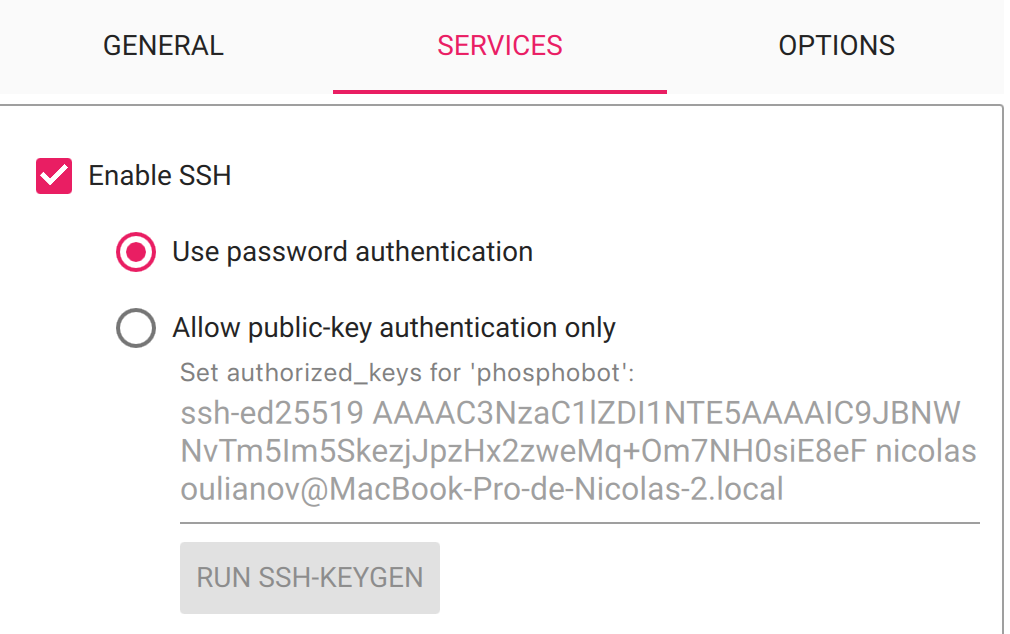 GENERAL SERVICES OPTIONS
Enable SSH
Use password authentication
Allow public-key authentication only
Set authorized_keys for 'phosphobot':
ssh-ed25519 AAAAC3NzaC1lZDI1NTE5AAAAIC9JBNW
NvTm5Im5SkezjJpzHx2zweMq+Om7NH0siE8eF nicolas
oulianov@MacBook-Pro-de-Nicolas-2.local
RUN SSH-KEYGEN